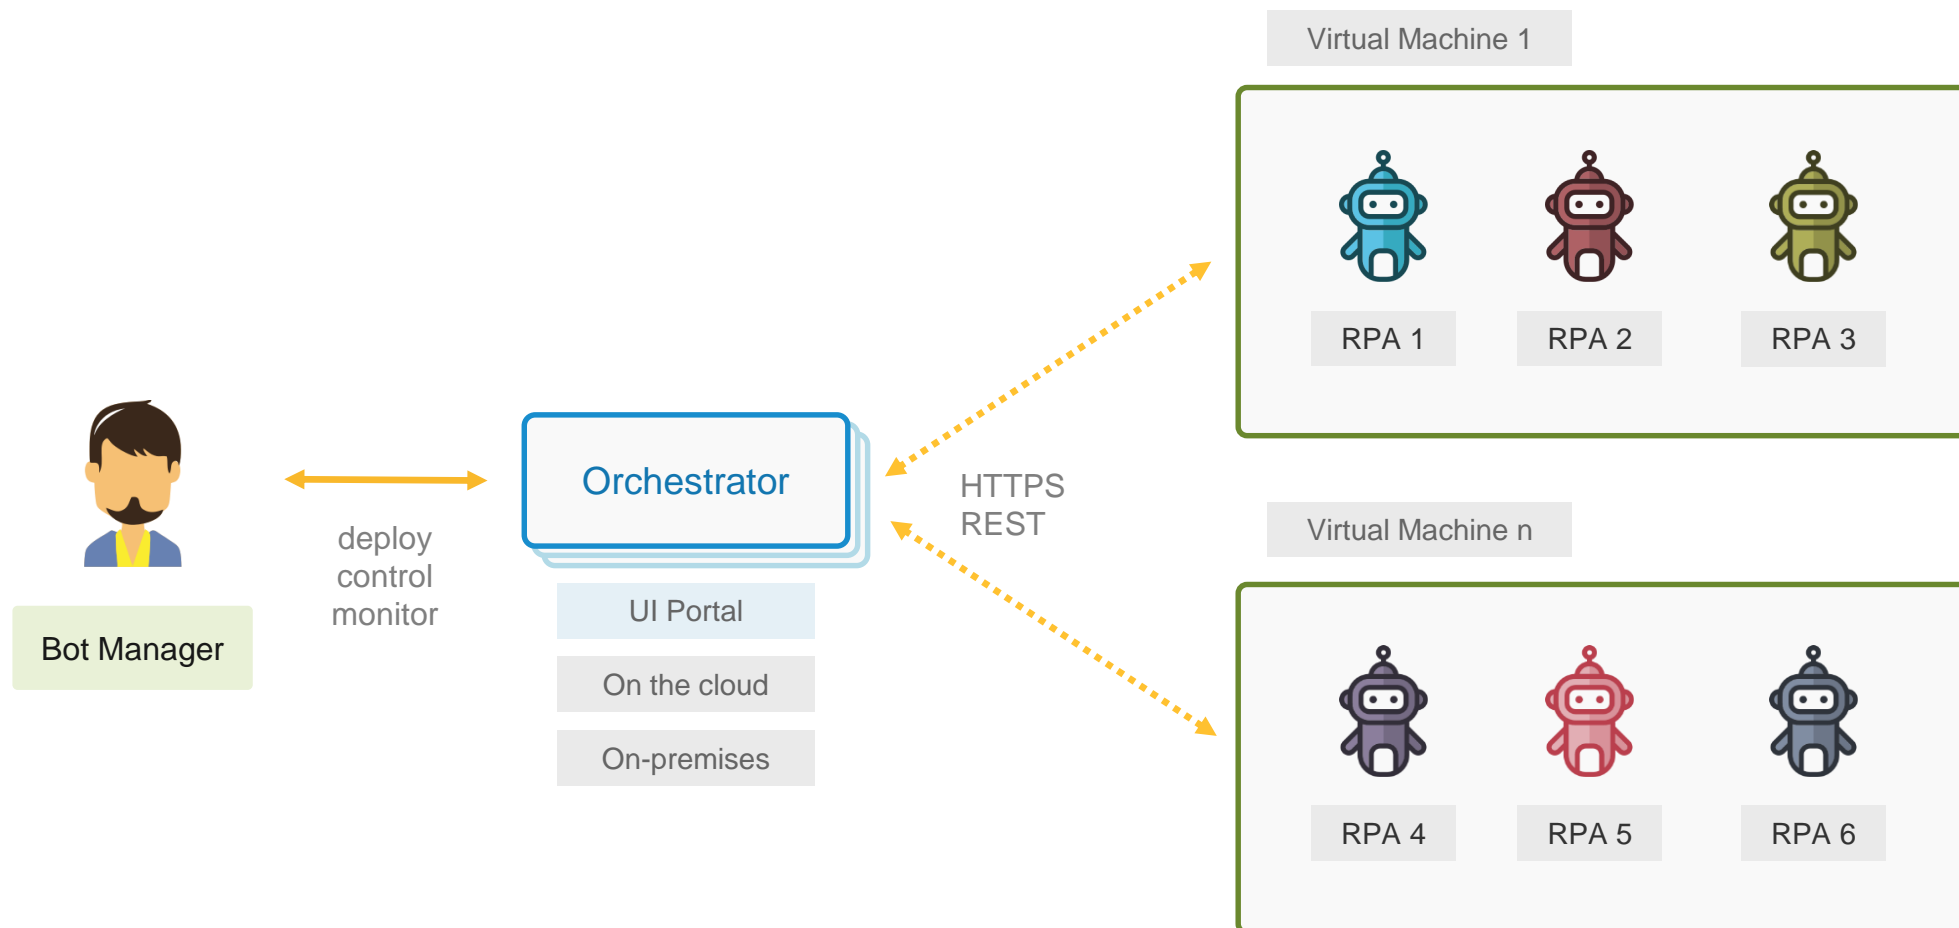 Virtual Machine 1
RPA 1
RPA 2
RPA 3
Orchestrator
HTTPS
REST
deploy
control
monitor
Bot Manager
UI Portal
On the cloud
On-premises
Virtual Machine n
RPA 4
RPA 5
RPA 6